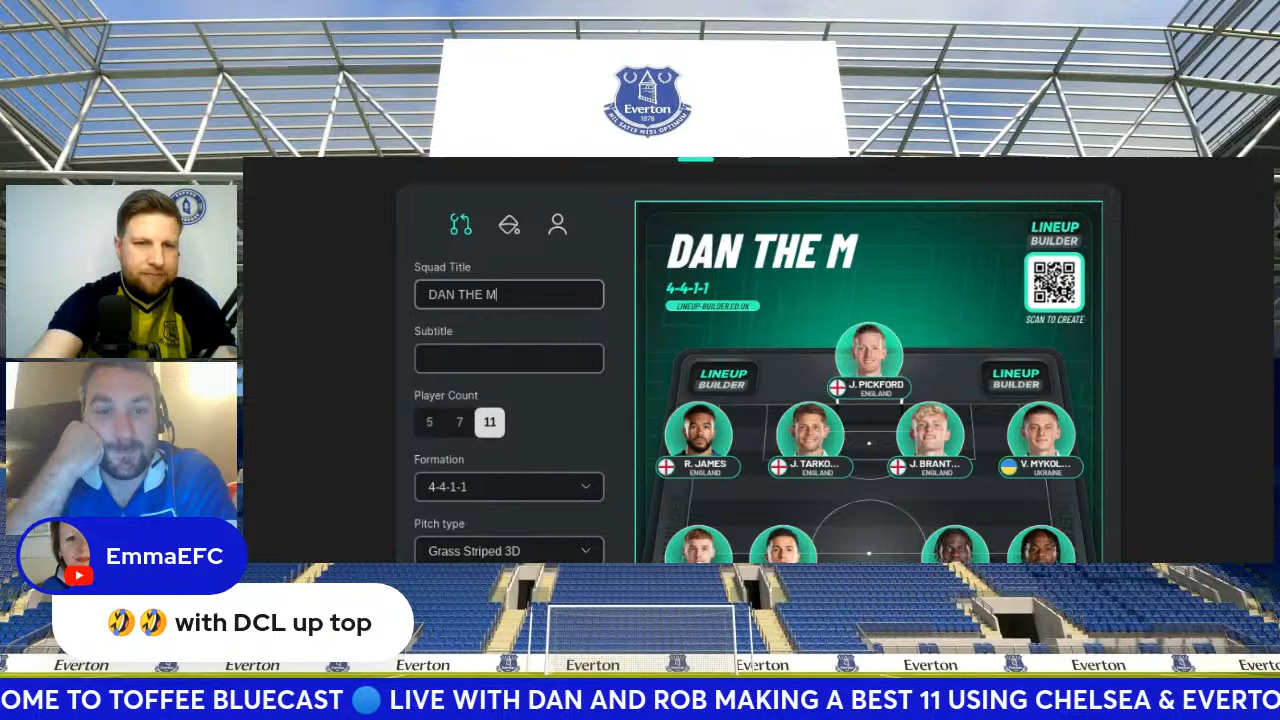 Everton
1878
NIL SATIS NISI OPTIMUM
Squad Title
DAN THE M
Subtitle
Player Count
5 7 11
Formation
4-4-1-1
Pitch type
Grass Striped 3D
DAN THE M
4-4-1-1
LINEUP-BUILDER.CO.UK
LINEUP
BUILDER
SCAN TO CREATE
LINEUP
BUILDER
LINEUP
BUILDER
J. PICKFORD
ENGLAND
R. JAMES
ENGLAND
J. TARKO...
ENGLAND
J. BRANT...
ENGLAND
V. MYKOL...
UKRAINE
EmmaEFC
🤣🤣 with DCL up top
Everton Everton Everton Everton Everton Everton Everton Everto
OME TO TOFFEE BLUECAST 🔵 LIVE WITH DAN AND ROB MAKING A BEST 11 USING CHELSEA & EVERTO